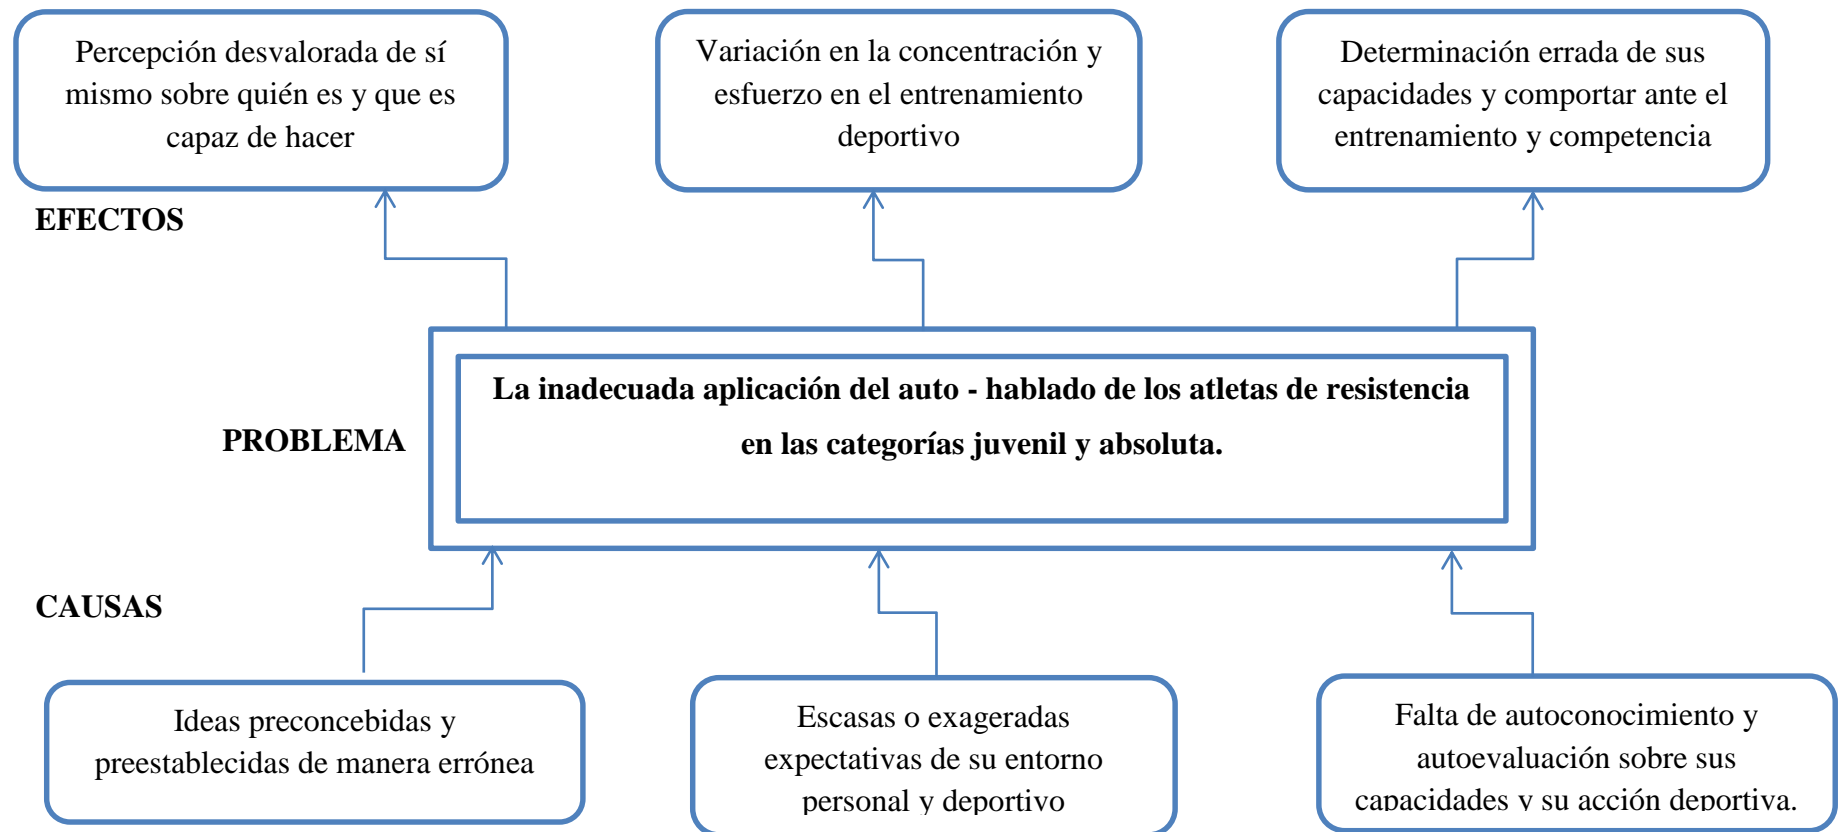 Percepción desvalorada de sí
mismo sobre quién es y que es
capaz de hacer
Variación en la concentración y
esfuerzo en el entrenamiento
deportivo
Determinación errada de sus
capacidades y comportar ante el
entrenamiento y competencia
EFECTOS
La inadecuada aplicación del auto - hablado de los atletas de resistencia
en las categorías juvenil y absoluta.
PROBLEMA
CAUSAS
Ideas preconcebidas y
preestablecidas de manera errónea
Escasas o exageradas
expectativas de su entorno
personal y deportivo
Falta de autoconocimiento y
autoevaluación sobre sus
capacidades y su acción deportiva.